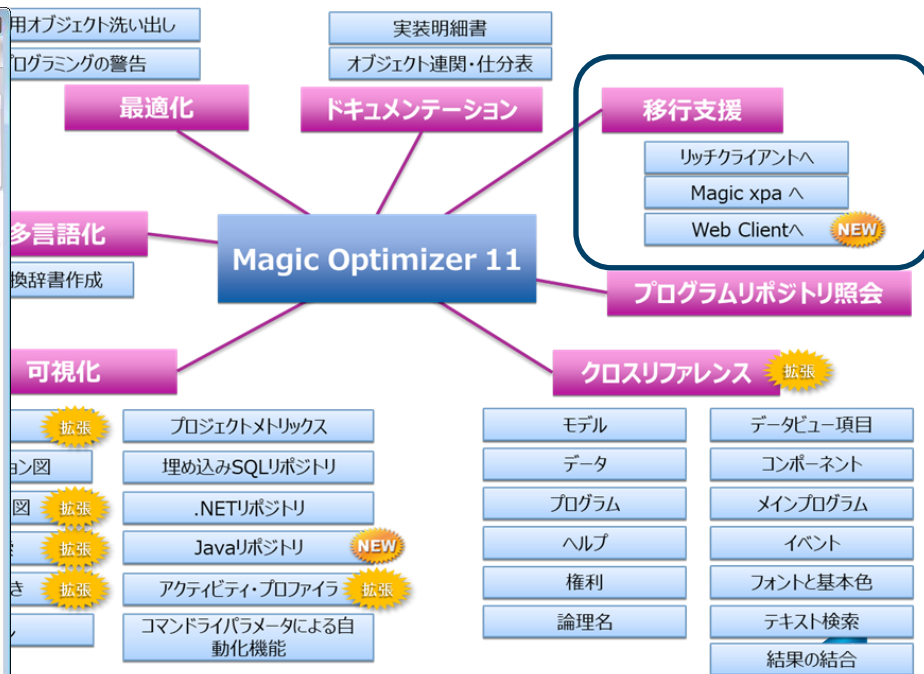 用オブジェクト洗い出し
プログラミングの警告
最適化
実装明細書
オブジェクト連関・仕分表
ドキュメンテーション
移行支援
リッチクライアントへ
Magic xpa へ
Web Clientへ NEW
多言語化
換辞書作成
Magic Optimizer 11
プログラムリポジトリ照会
可視化
拡張
ョン図
図 拡張
拡張
き 拡張
プロジェクトメトリックス
埋め込みSQLリポジトリ
.NETリポジトリ
Javaリポジトリ NEW
アクティビティ・プロファイラ 拡張
コマンドライパラメータによる自
動化機能
クロスリファレンス 拡張
モデル
データ
プログラム
ヘルプ
権利
論理名
データビュー項目
コンポーネント
メインプログラム
イベント
フォントと基本色
テキスト検索
結果の結合